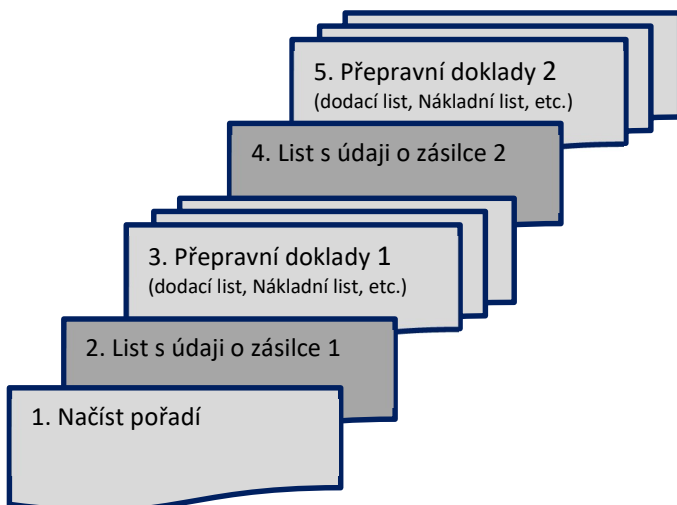 5. Přepravní doklady 2
(dodací list, Nákladní list, etc.)
4. List s údaji o zásilce 2
3. Přepravní doklady 1
(dodací list, Nákladní list, etc.)
2. List s údaji o zásilce 1
1. Načíst pořadí